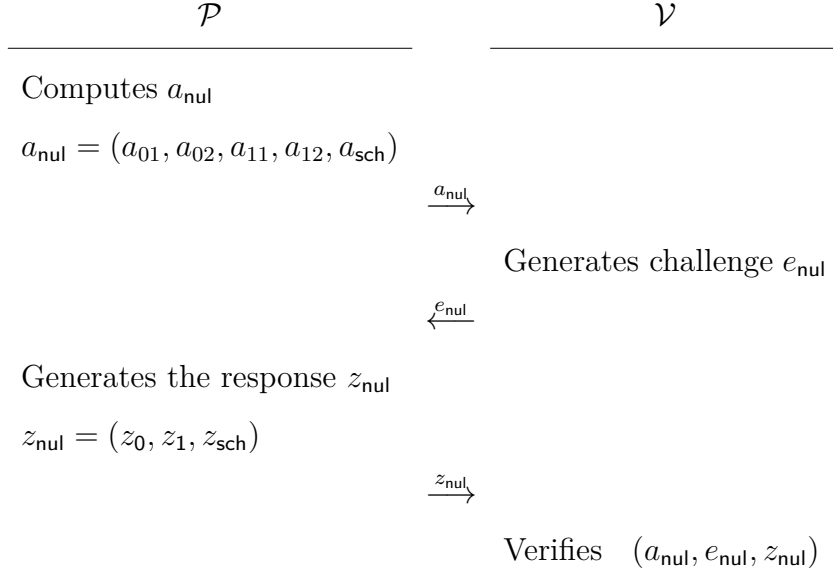 𝒫 𝒱
Computes a_nul
a_nul = (a_01, a_02, a_11, a_12, a_sch)
a_nul
Generates challenge e_nul
e_nul
Generates the response z_nul
z_nul = (z_0, z_1, z_sch)
z_nul
Verifies (a_nul, e_nul, z_nul)